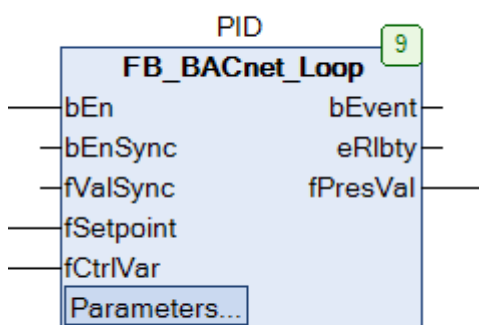 PID
9
FB_BACnet_Loop
bEn bEvent
bEnSync eRlbty
fValSync fPresVal
fSetpoint
fCtrlVar
Parameters...